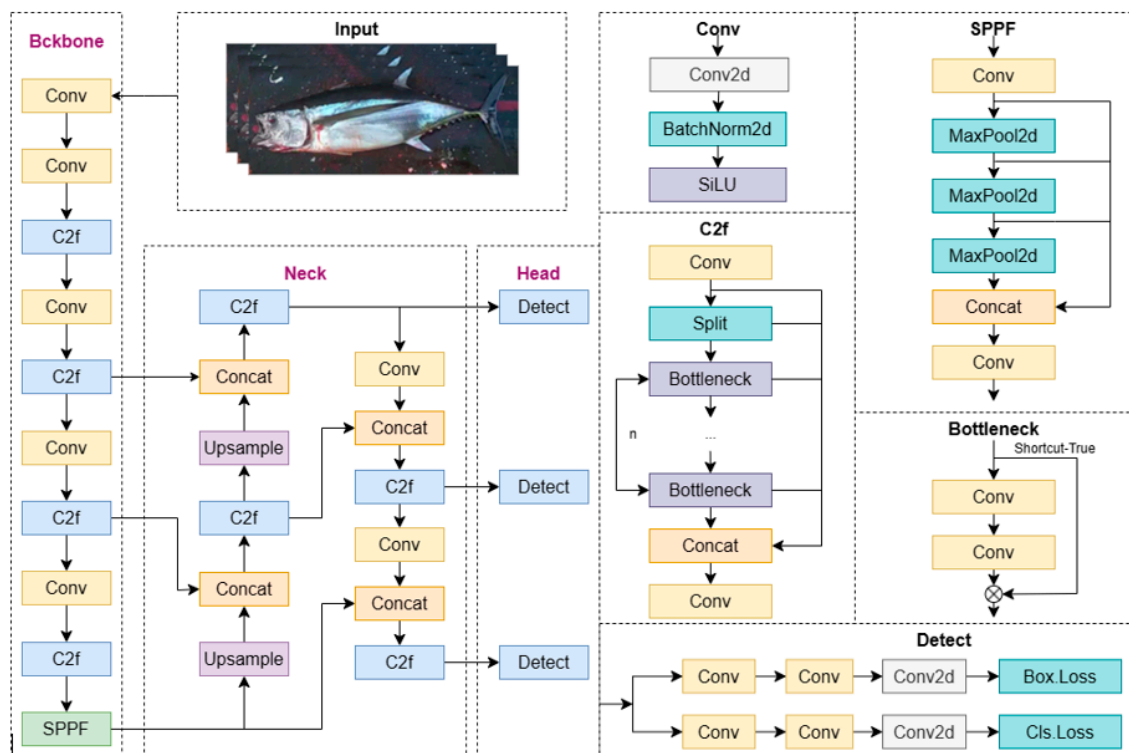 Bckbone
Conv
Conv
C2f
Conv
C2f
Conv
C2f
Conv
C2f
SPPF
Input
Neck
C2f
Concat
Upsample
C2f
Concat
Upsample
Conv
Concat
C2f
Conv
Concat
C2f
Head
Detect
Detect
Detect
Conv
Conv2d
BatchNorm2d
SiLU
C2f
Conv
Split
Bottleneck
n
...
Bottleneck
Concat
Conv
SPPF
Conv
MaxPool2d
MaxPool2d
MaxPool2d
Concat
Conv
Bottleneck
Shortcut-True
Conv
Conv
Detect
Conv Conv Conv2d Box.Loss
Conv Conv Conv2d Cls.Loss